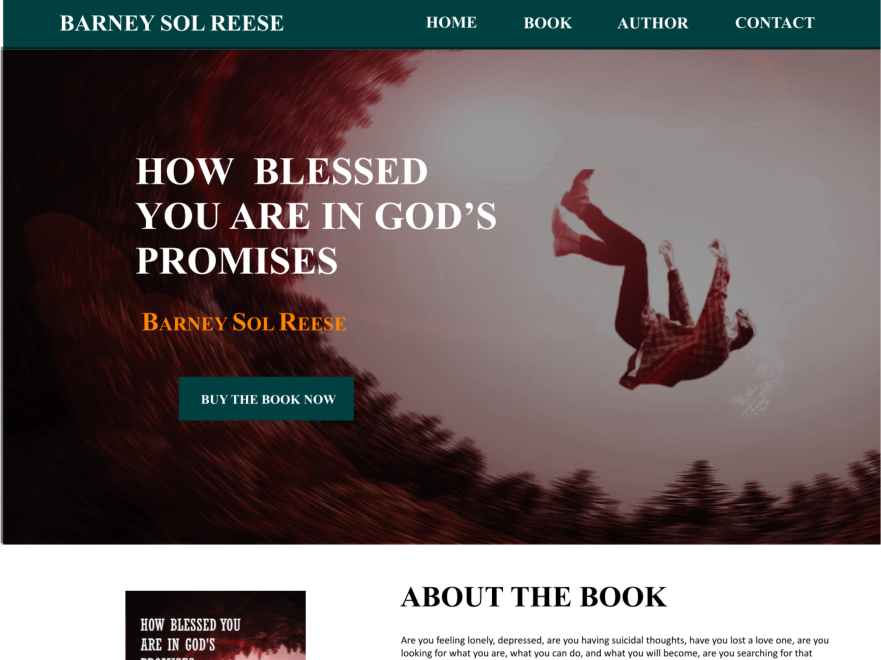 BARNEY SOL REESE
HOME BOOK AUTHOR CONTACT
HOW BLESSED
YOU ARE IN GOD'S
PROMISES
BARNEY SOL REESE
BUY THE BOOK NOW
HOW BLESSED YOU
ARE IN GOD'S
PROMISES
ABOUT THE BOOK
Are you feeling lonely, depressed, are you having suicidal thoughts, have you lost a love one, are you
looking for what you are, what you can do, and what you will become, are you searching for that